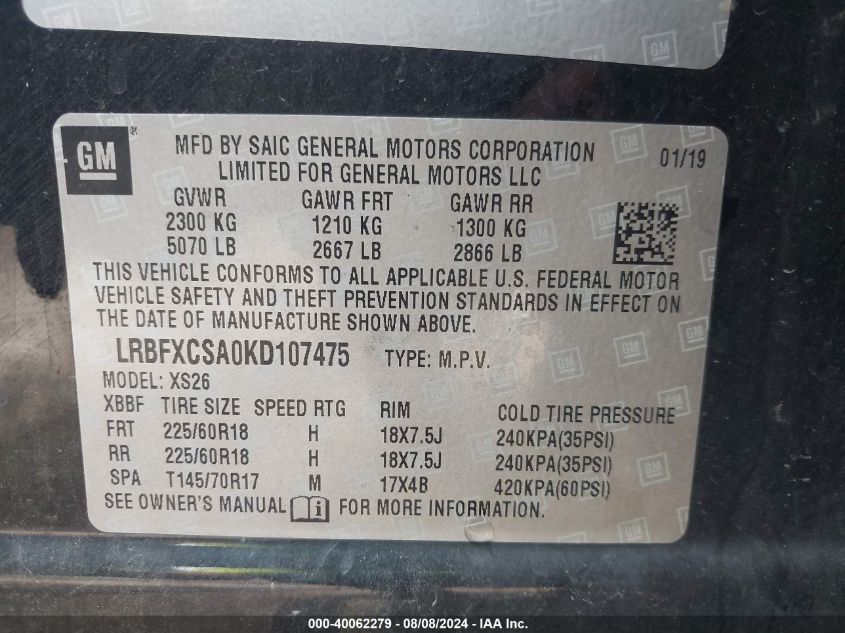 GM
MFD BY SAIC GENERAL MOTORS CORPORATION
LIMITED FOR GENERAL MOTORS LLC
01/19
GVWR GAWR FRT GAWR RR
2300 KG 1210 KG 1300 KG
5070 LB 2667 LB 2866 LB
THIS VEHICLE CONFORMS TO ALL APPLICABLE U.S. FEDERAL MOTOR
VEHICLE SAFETY AND THEFT PREVENTION STANDARDS IN EFFECT ON
THE DATE OF MANUFACTURE SHOWN ABOVE.
LRBFXCSA0KD107475 TYPE: M.P.V.
MODEL: XS26
XBBF TIRE SIZE SPEED RTG RIM COLD TIRE PRESSURE
FRT 225/60R18 H 18X7.5J 240KPA(35PSI)
RR 225/60R18 H 18X7.5J 240KPA(35PSI)
SPA T145/70R17 M 17X4B 420KPA(60PSI)
SEE OWNER'S MANUAL i FOR MORE INFORMATION.
000-40062279 - 08/08/2024 - IAA Inc.